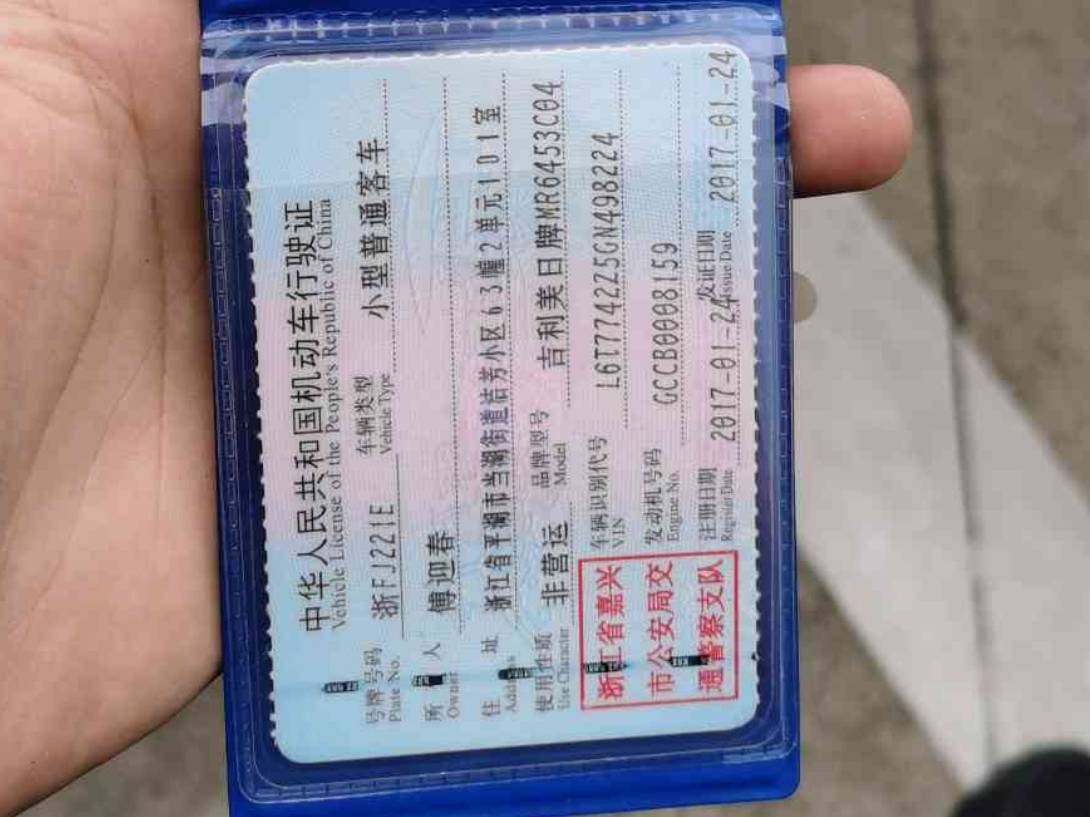 中华人民共和国机动车行驶证
Vehicle License of the People's Republic of China
号牌号码 浙FJ221E 车辆类型 小型普通客车
Plate No. Vehicle Type
所 人 傅迎春
Owner
住 址 浙江省平湖市当湖街道洁芳小区63幢2单元101室
Address
使用性质 非营运 品牌型号 吉利美日牌MR6453C04
Use Character Model
车辆识别代号 L6T7742Z5GN498224
VIN
发动机号码 GCCB0008159
Engine No.
注册日期 2017-01-24 发证日期 2017-01-24
Register Date Issue Date
浙江省嘉兴
市公安局交
通警察支队